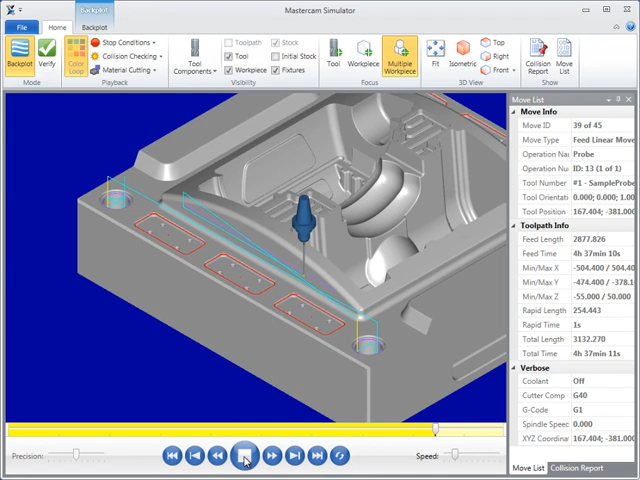 Backplot
Mastercam Simulator
File
Home
Backplot
Backplot
Verify
Mode
Color Loop
Stop Conditions
Collision Checking
Material Cutting
Playback
Tool Components
Toolpath
Stock
Tool
Initial Stock
Workpiece
Fixtures
Visibility
Tool
Workpiece
Multiple Workpiece
Focus
Fit
Isometric
Top
Right
Front
3D View
Collision Report
Move List
Show
Move List
Move Info
Move ID 39 of 45
Move Type Feed Linear Move
Operation Nar Probe
Operation Nu ID: 13 (1 of 1)
Tool Number #1 - SampleProbe
Tool Orientat 0.000; 0.000; 1.00
Tool Position 167.404; -381.000
Toolpath Info
Feed Length 2877.826
Feed Time 4h 37min 10s
Min/Max X -504.400 / 504.40
Min/Max Y -474.400 / -378.1
Min/Max Z -55.000 / 50.000
Rapid Length 254.443
Rapid Time 1s
Total Length 3132.270
Total Time 4h 37min 11s
Verbose
Coolant Off
Cutter Comp G40
G-Code G1
Spindle Speed 0.000
XYZ Coordinat 167.404; -381.00
Precision:
Speed:
Move List
Collision Report